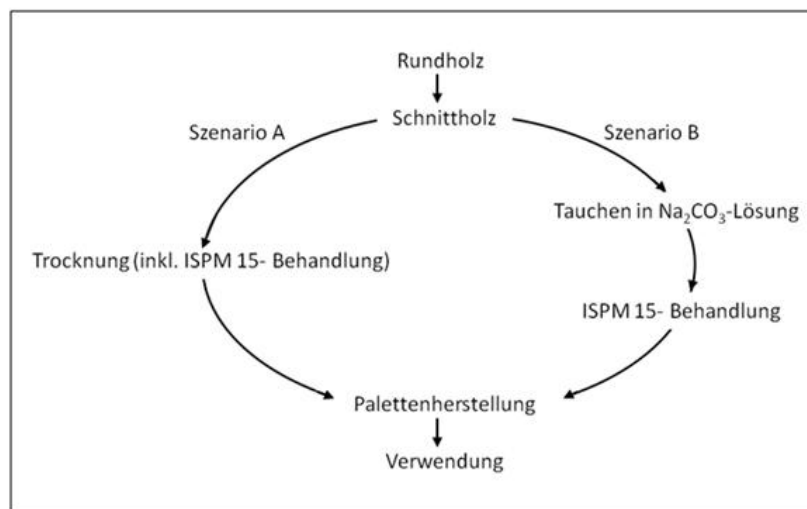 Rundholz
Schnittholz
Szenario A
Szenario B
Tauchen in Na₂CO₃-Lösung
Trocknung (inkl. ISPM 15- Behandlung)
ISPM 15- Behandlung
Palettenherstellung
Verwendung